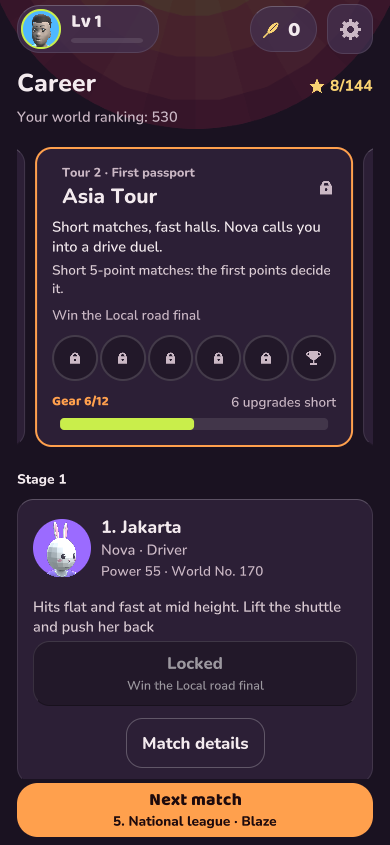 Lv 1
0
Career
8/144
Your world ranking: 530
Tour 2 · First passport
Asia Tour
Short matches, fast halls. Nova calls you
into a drive duel.
Short 5-point matches: the first points decide
it.
Win the Local road final
Gear 6/12
6 upgrades short
Stage 1
1. Jakarta
Nova · Driver
Power 55 · World No. 170
Hits flat and fast at mid height. Lift the shuttle
and push her back
Locked
Win the Local road final
Match details
Next match
5. National league · Blaze